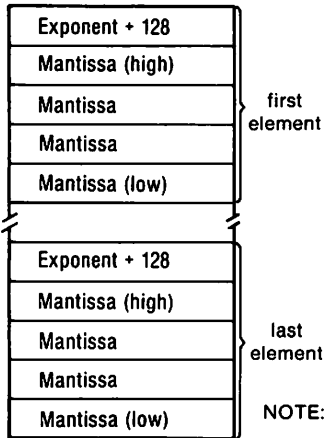 Exponent + 128
Mantissa (high)
Mantissa
Mantissa
Mantissa (low)
first
element
Exponent + 128
Mantissa (high)
Mantissa
Mantissa
Mantissa (low)
last
element
NOTE: